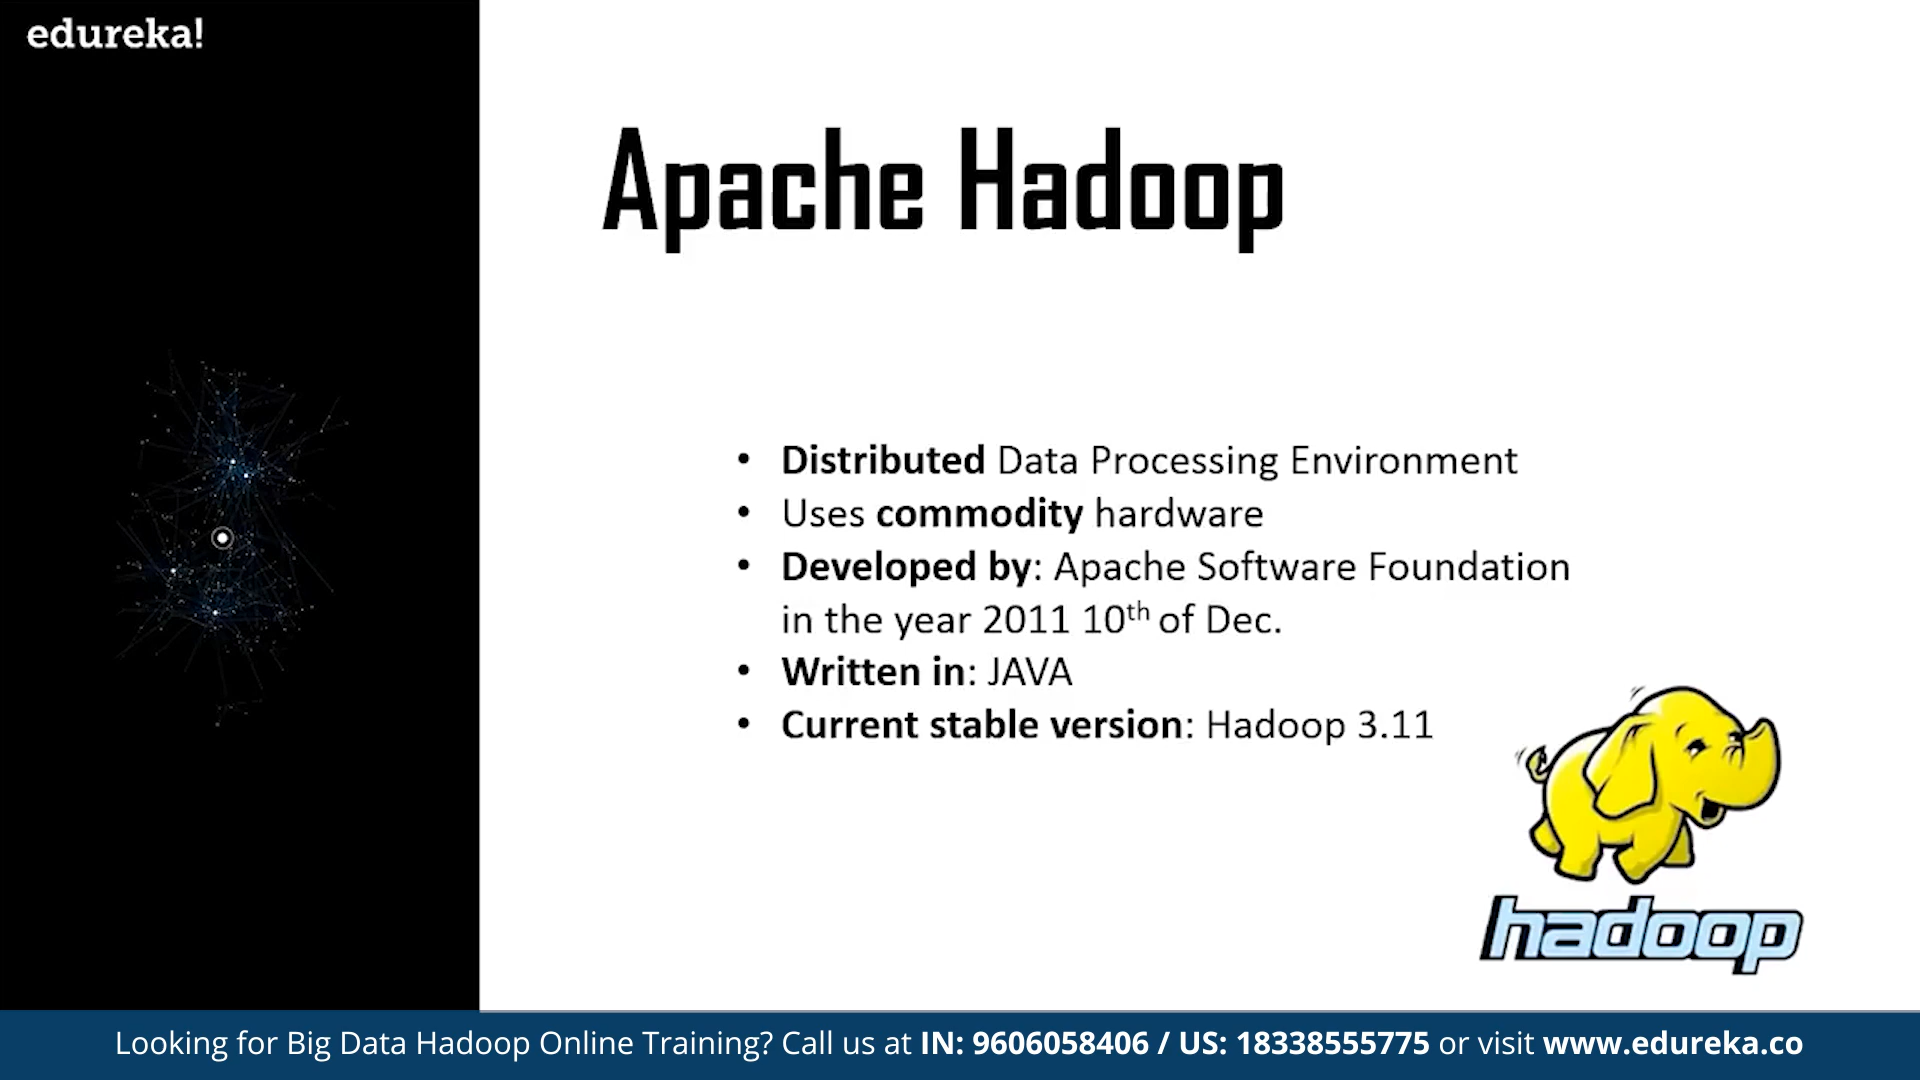 edureka!
Apache Hadoop
• Distributed Data Processing Environment
• Uses commodity hardware
• Developed by: Apache Software Foundation
in the year 2011 10th of Dec.
• Written in: JAVA
• Current stable version: Hadoop 3.11
hadoop
Looking for Big Data Hadoop Online Training? Call us at IN: 9606058406 / US: 18338555775 or visit www.edureka.co